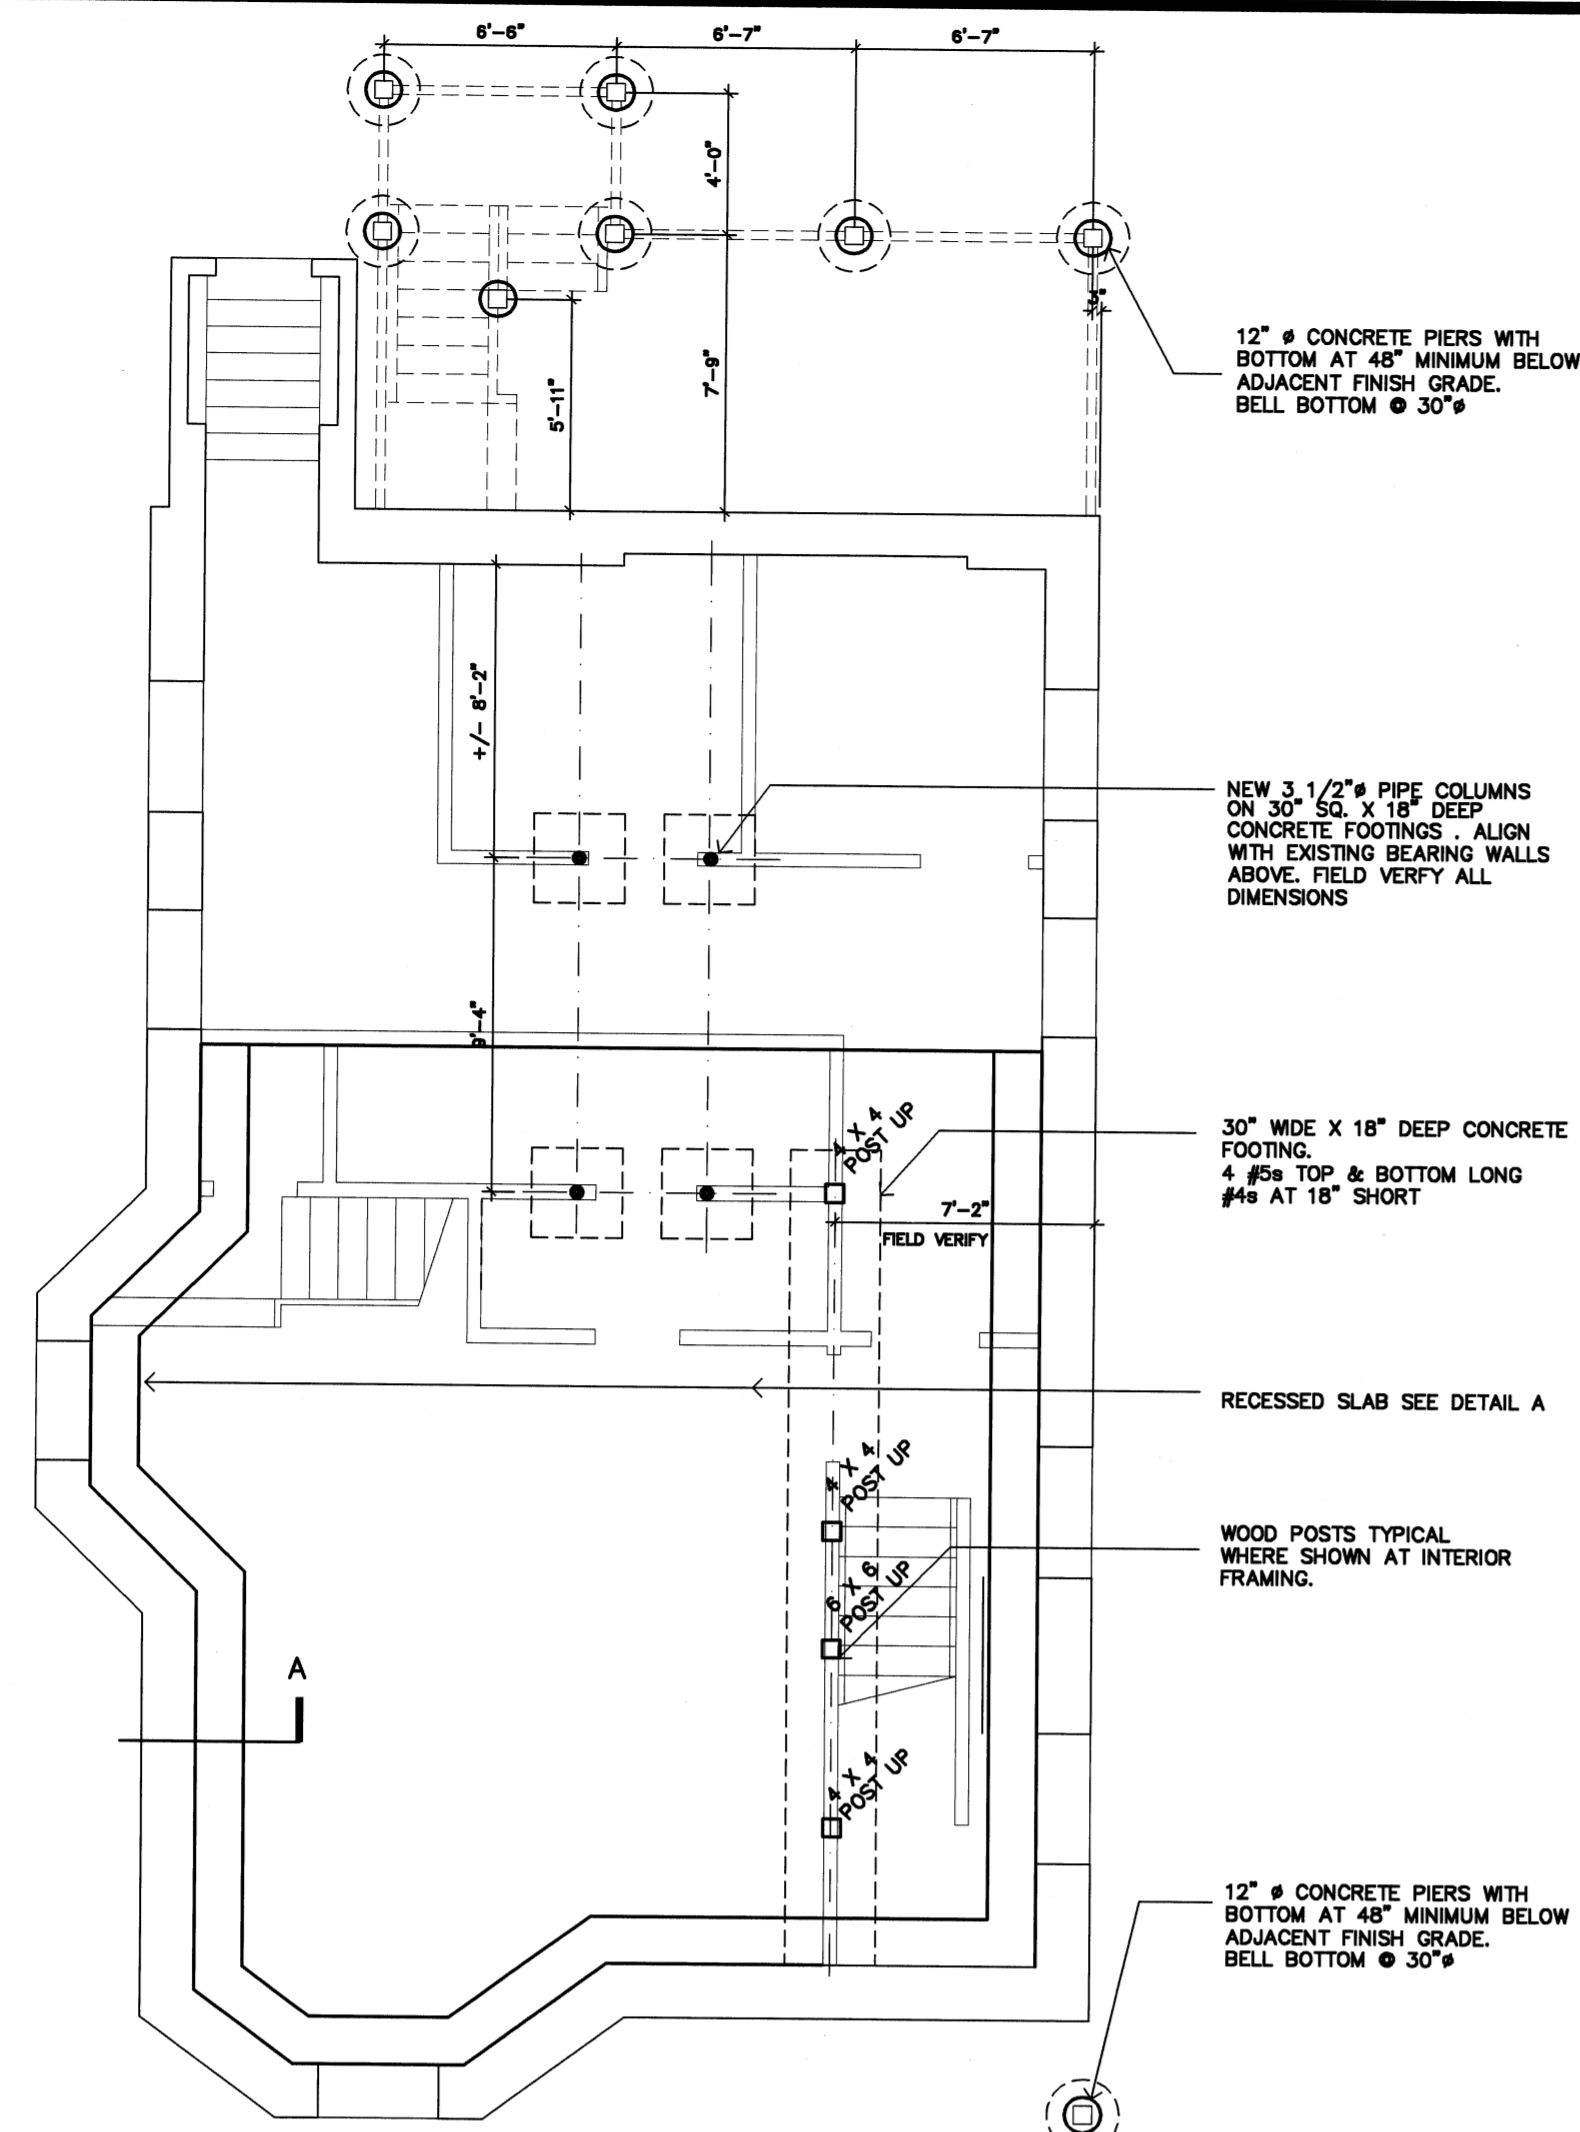 6'-6"
6'-7"
6'-7"
4'-0"
3"
7'-9"
5'-11"
12" ø CONCRETE PIERS WITH
BOTTOM AT 48" MINIMUM BELOW
ADJACENT FINISH GRADE.
BELL BOTTOM @ 30"ø
+/- 8'-2"
NEW 3 1/2"ø PIPE COLUMNS
ON 30" SQ. X 18" DEEP
CONCRETE FOOTINGS . ALIGN
WITH EXISTING BEARING WALLS
ABOVE. FIELD VERFY ALL
DIMENSIONS
9'-4"
4 X 4
POST UP
30" WIDE X 18" DEEP CONCRETE
FOOTING.
4 #5s TOP & BOTTOM LONG
#4s AT 18" SHORT
7'-2"
FIELD VERIFY
RECESSED SLAB SEE DETAIL A
4 X 4
POST UP
WOOD POSTS TYPICAL
WHERE SHOWN AT INTERIOR
FRAMING.
6 X 6
POST UP
A
4 X 4
POST UP
12" ø CONCRETE PIERS WITH
BOTTOM AT 48" MINIMUM BELOW
ADJACENT FINISH GRADE.
BELL BOTTOM @ 30"ø